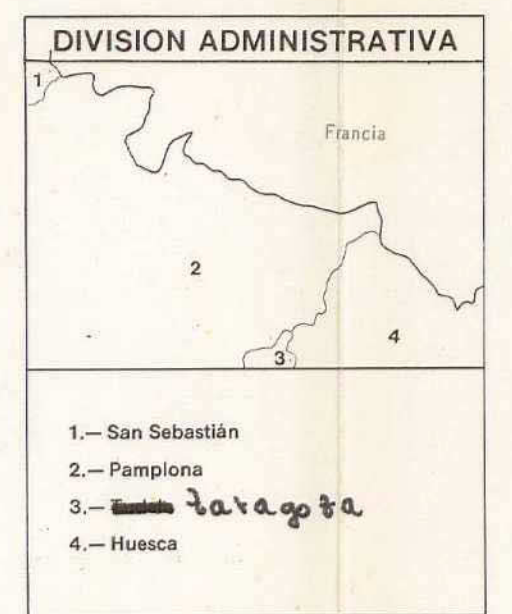 DIVISION ADMINISTRATIVA
1
Francia
2
4
3
1.— San Sebastián
2.— Pamplona
3.— Zaragoza
4.— Huesca